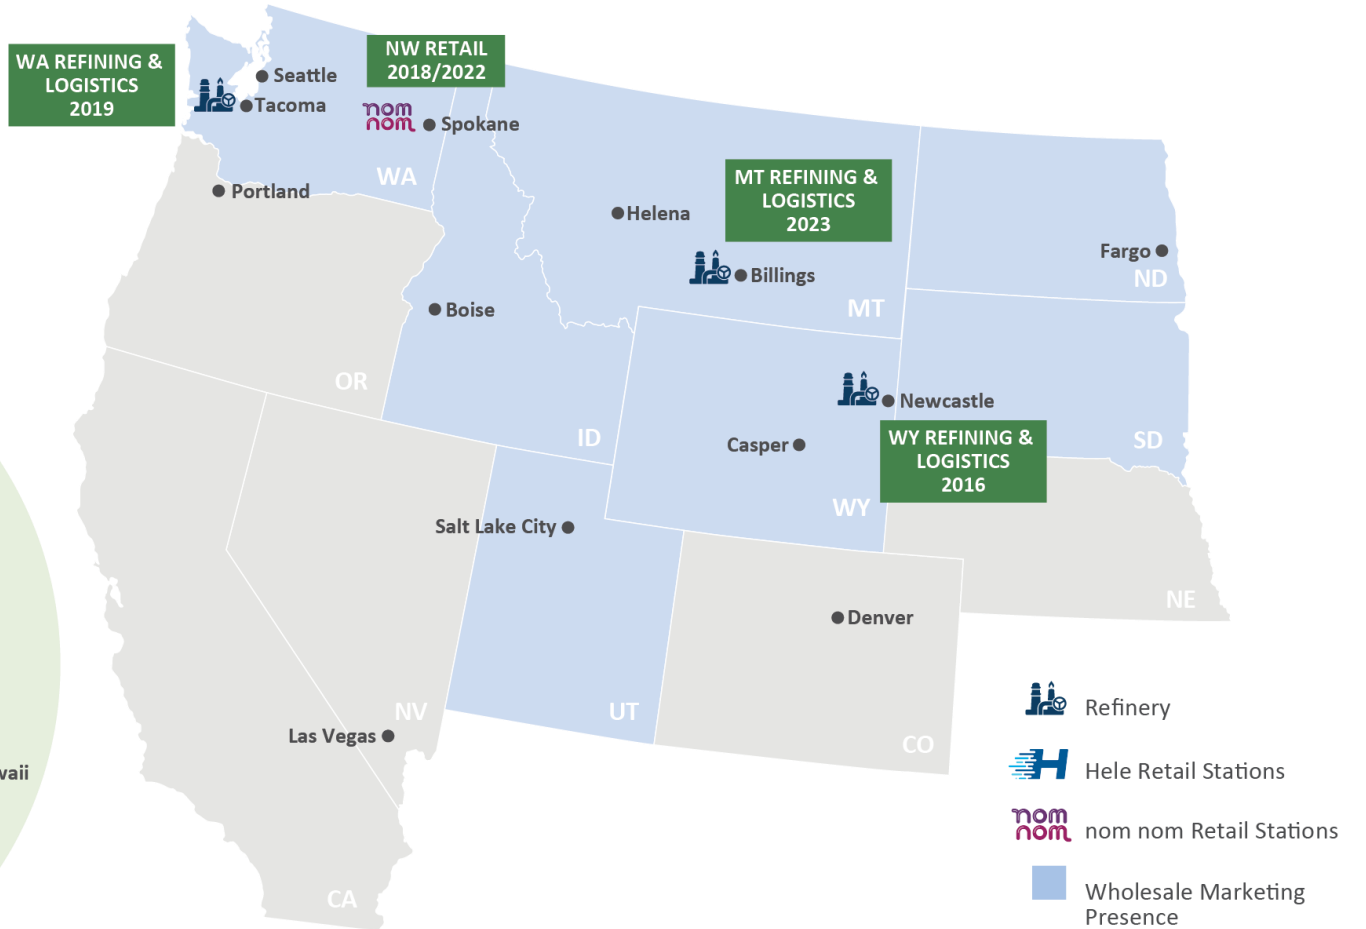 WA REFINING &
LOGISTICS
2019
NW RETAIL
2018/2022
Seattle
Tacoma
nom
nom
Spokane
WA
Portland
MT REFINING &
LOGISTICS
2023
Helena
Billings
MT
Fargo
ND
Boise
OR
ID
Newcastle
Casper
WY REFINING &
LOGISTICS
2016
SD
WY
Salt Lake City
NE
Denver
NV
UT
CO
Las Vegas
CA
waii
Refinery
H
Hele Retail Stations
nom
nom
nom nom Retail Stations
Wholesale Marketing
Presence